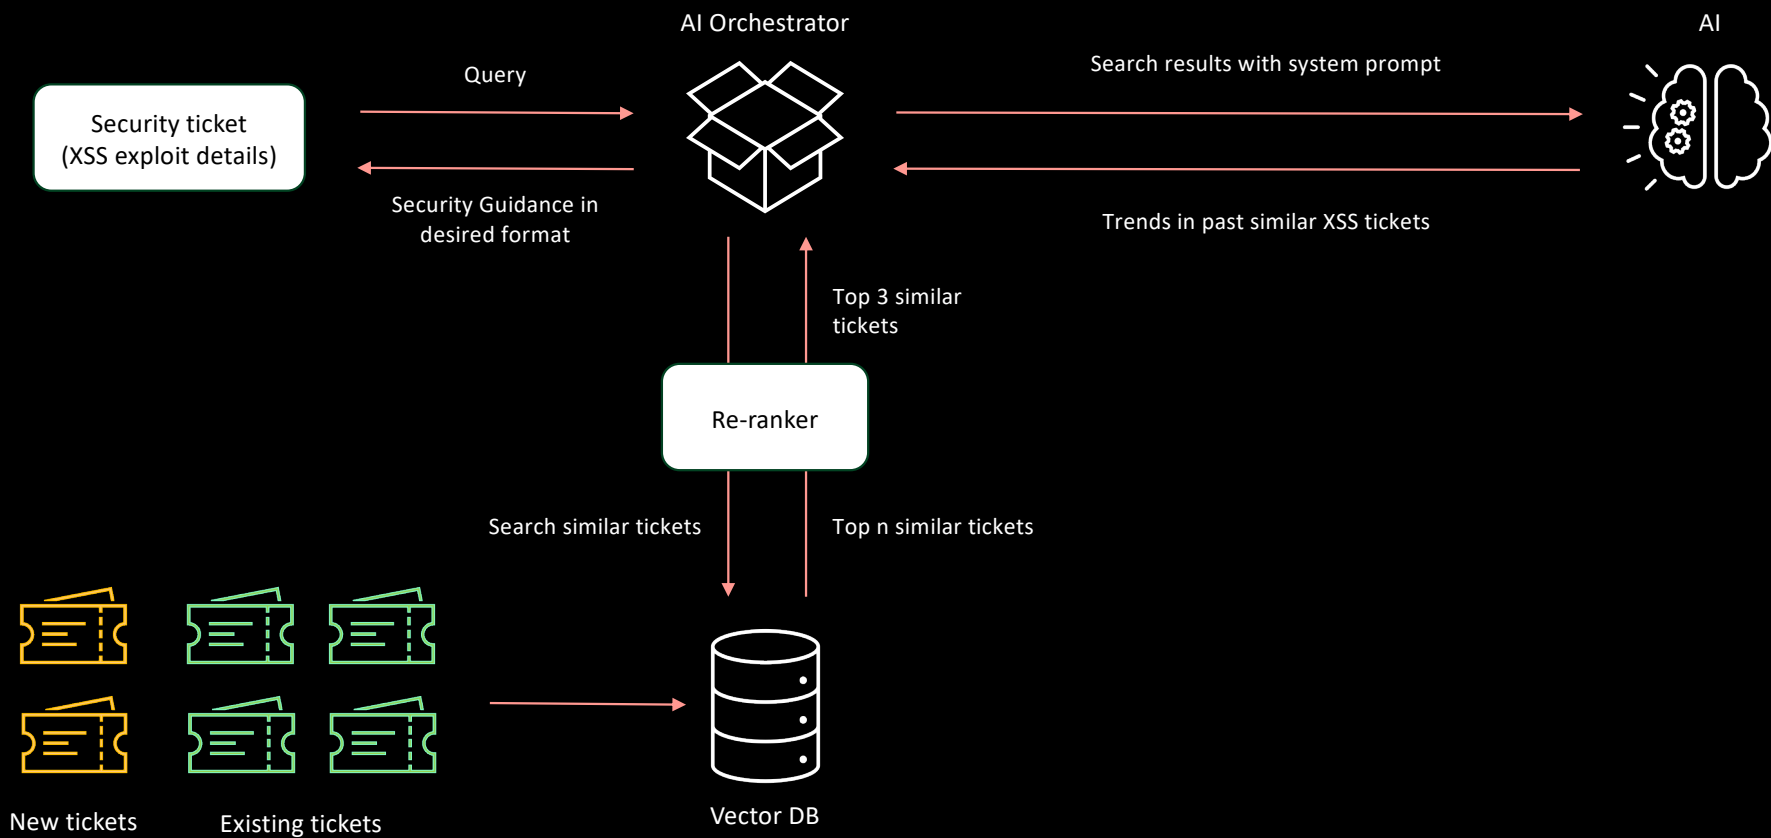 AI Orchestrator
AI
Query
Search results with system prompt
Security ticket
(XSS exploit details)
Security Guidance in
desired format
Trends in past similar XSS tickets
Top 3 similar
tickets
Re-ranker
Search similar tickets
Top n similar tickets
New tickets
Existing tickets
Vector DB